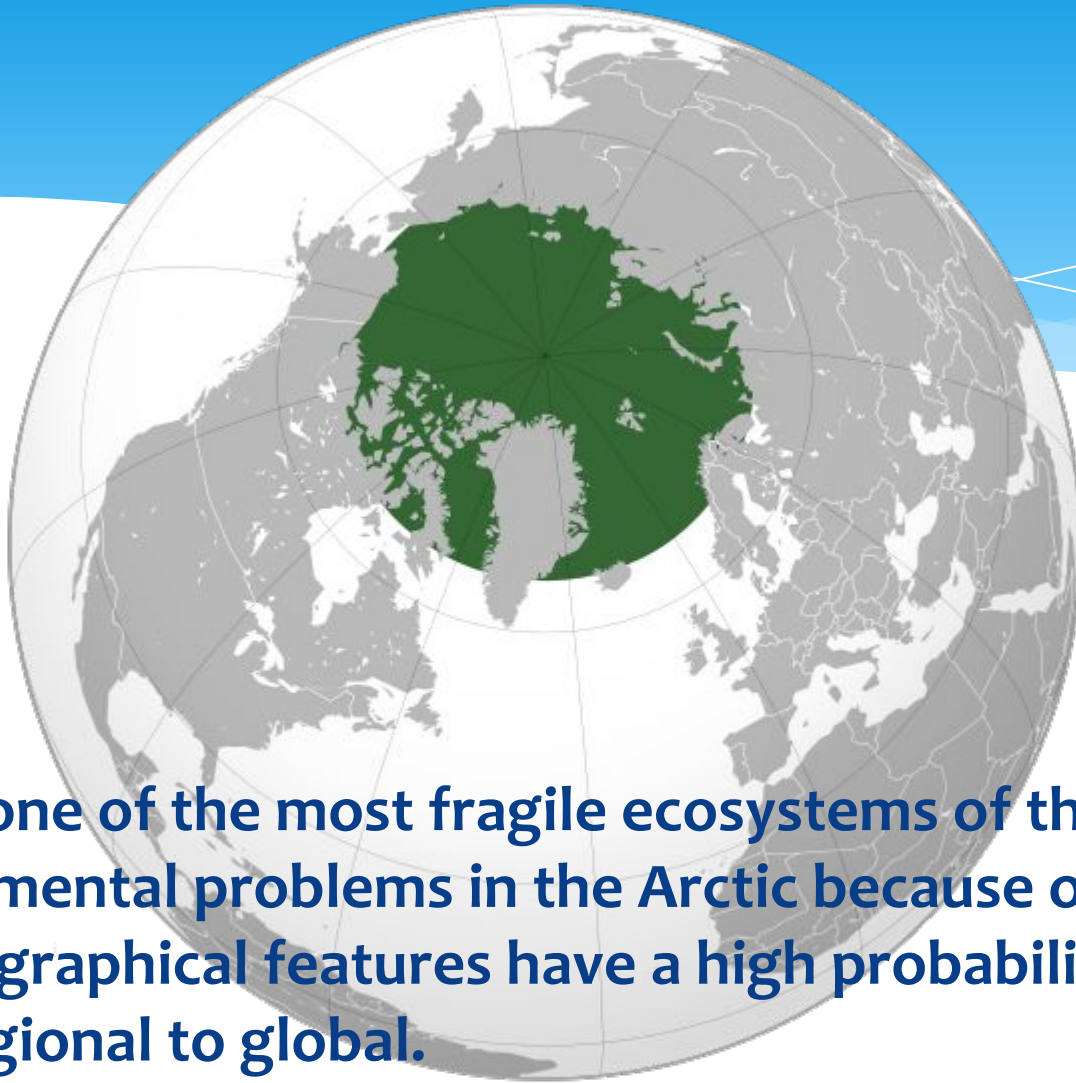 one of the most fragile ecosystems of th
mental problems in the Arctic because o
graphical features have a high probabili
gional to global.